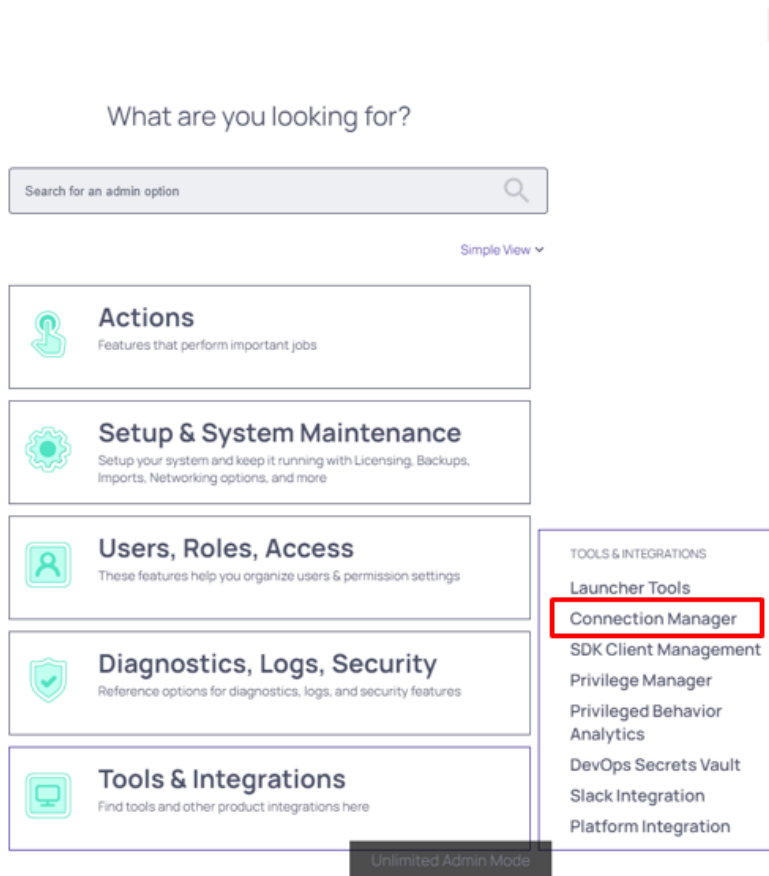 What are you looking for?
Search for an admin option
Simple View
Actions
Features that perform important jobs
Setup & System Maintenance
Setup your system and keep it running with Licensing, Backups,
Imports, Networking options, and more
Users, Roles, Access
These features help you organize users & permission settings
Diagnostics, Logs, Security
Reference options for diagnostics, logs, and security features
Tools & Integrations
Find tools and other product integrations here
TOOLS & INTEGRATIONS
Launcher Tools
Connection Manager
SDK Client Management
Privilege Manager
Privileged Behavior
Analytics
DevOps Secrets Vault
Slack Integration
Platform Integration
Unlimited Admin Mode